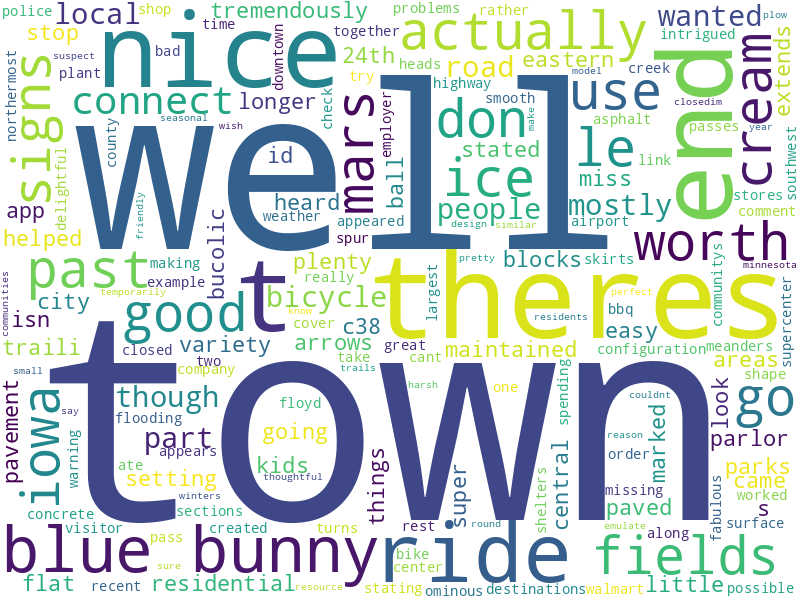 police
shop
local
tremendously
problems
rather
suspect
plow
stop
nice
time
together
24th
actually
wanted
intrigued
bad
heads
eastern
plant
downtown
try
road
end
extends
northermost
signs
connect
longer
check
mars
employer
highway
model
creek
cream
smooth
use
closedim
asphalt
well
don
make
passes
year
seasonal
wish
county
id
stated
le
link
southwest
delightful
ball
ice
miss
stores
app
friendly
heard
weather
people
mostly
comment
appeared
design
similar
airport
helped
bucolic
spur
pretty
blocks
skirts
worth
minnesota
communities
past
making
t
plenty
theres
communitys
supercenter
example
really
temporarily
bicycle
largest
residents
perfect
city
good
cover
c38
know
bbq
isn
arrows
easy
traili
closed
variety
take
great
cant
maintained
configuration
meanders
small
company
two
one
areas
shape
town
iowa
though
floyd
trails
harsh
spending
couldnt
go
look
say
flooding
part
going
reason
marked
parlor
pavement
appears
order
warning
ate
setting
kids
thoughtful
things
super
central
parks
winters
missing
came
concrete
sections
rest
shelters
paved
s
worked
visitor
created
round
emulate
along
surface
fabulous
blue bunny
pass
turns
bike
ride
fields
sure
center
flat
recent
residential
resource
stating
ominous
destinations
walmart
little
possible